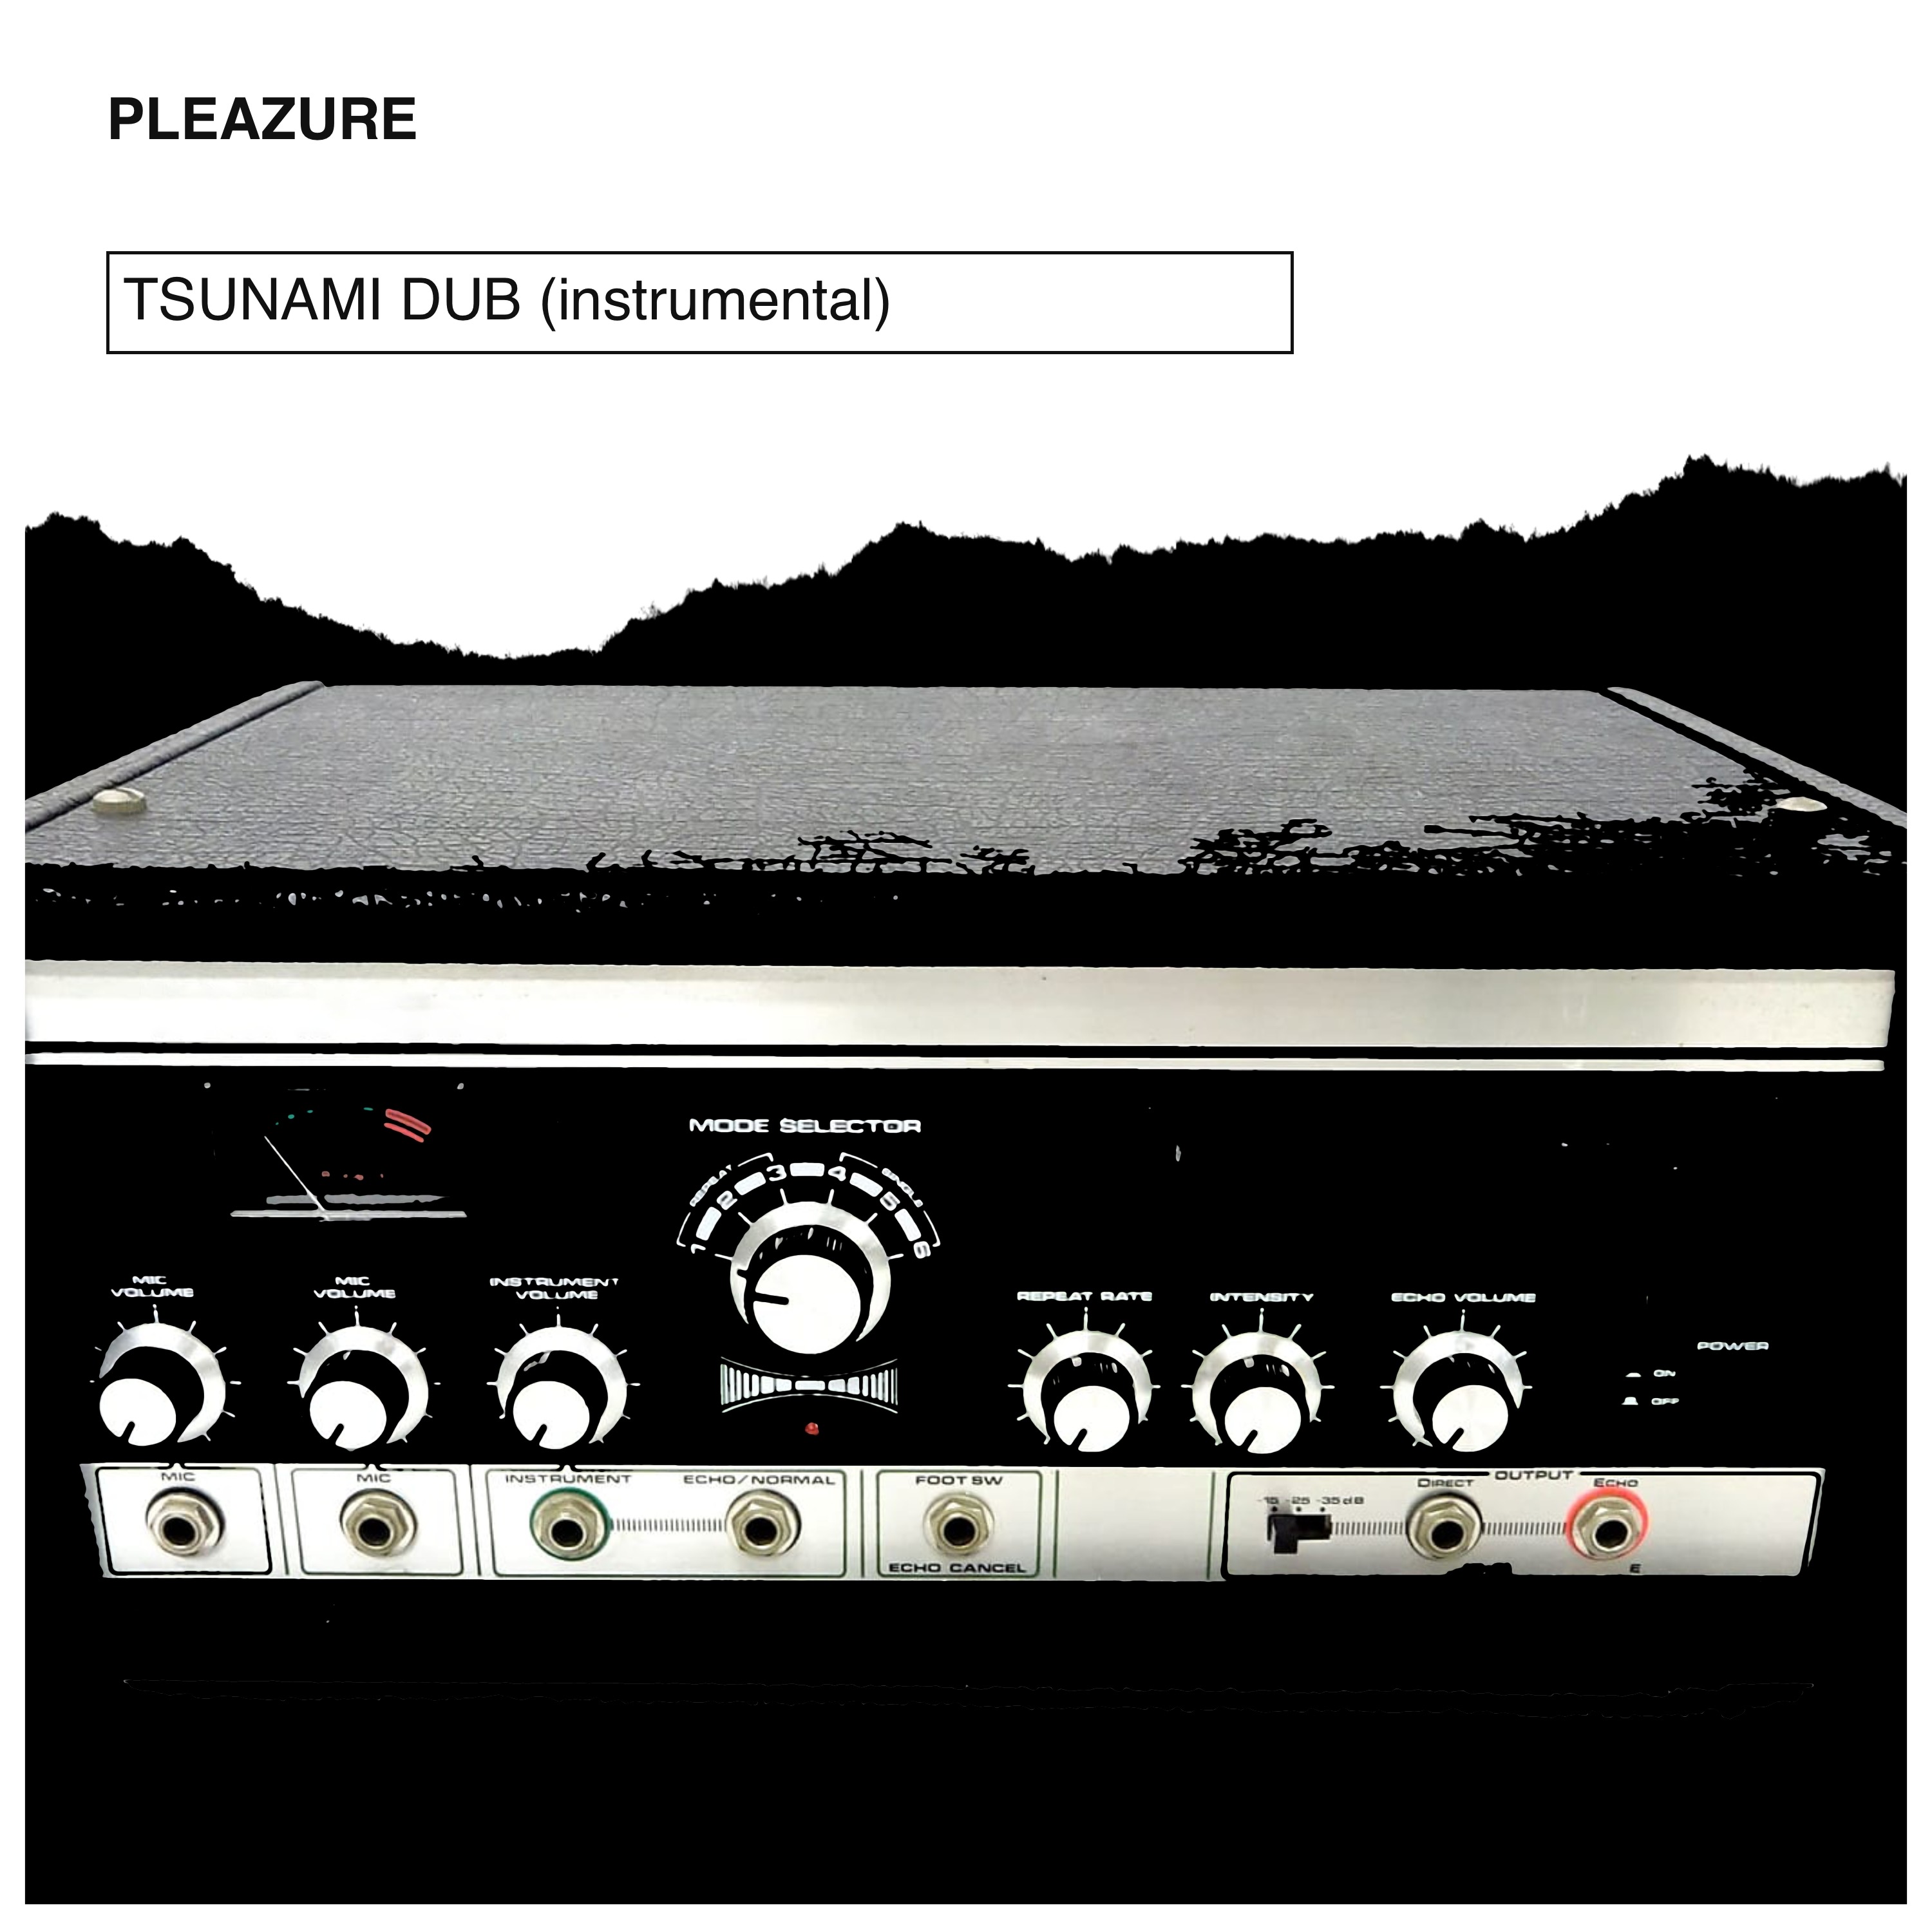 PLEAZURE
TSUNAMI DUB (instrumental)
MODE SELECTOR
1 2 3 4 5 6
MIC VOLUME
MIC VOLUME
INSTRUMENT VOLUME
REPEAT RATE
INTENSITY
ECHO VOLUME
POWER
ON
OFF
MIC
MIC
INSTRUMENT
ECHO/NORMAL
FOOT SW
ECHO CANCEL
OUTPUT
-15 -25 -35dB
DIRECT
ECHO
E